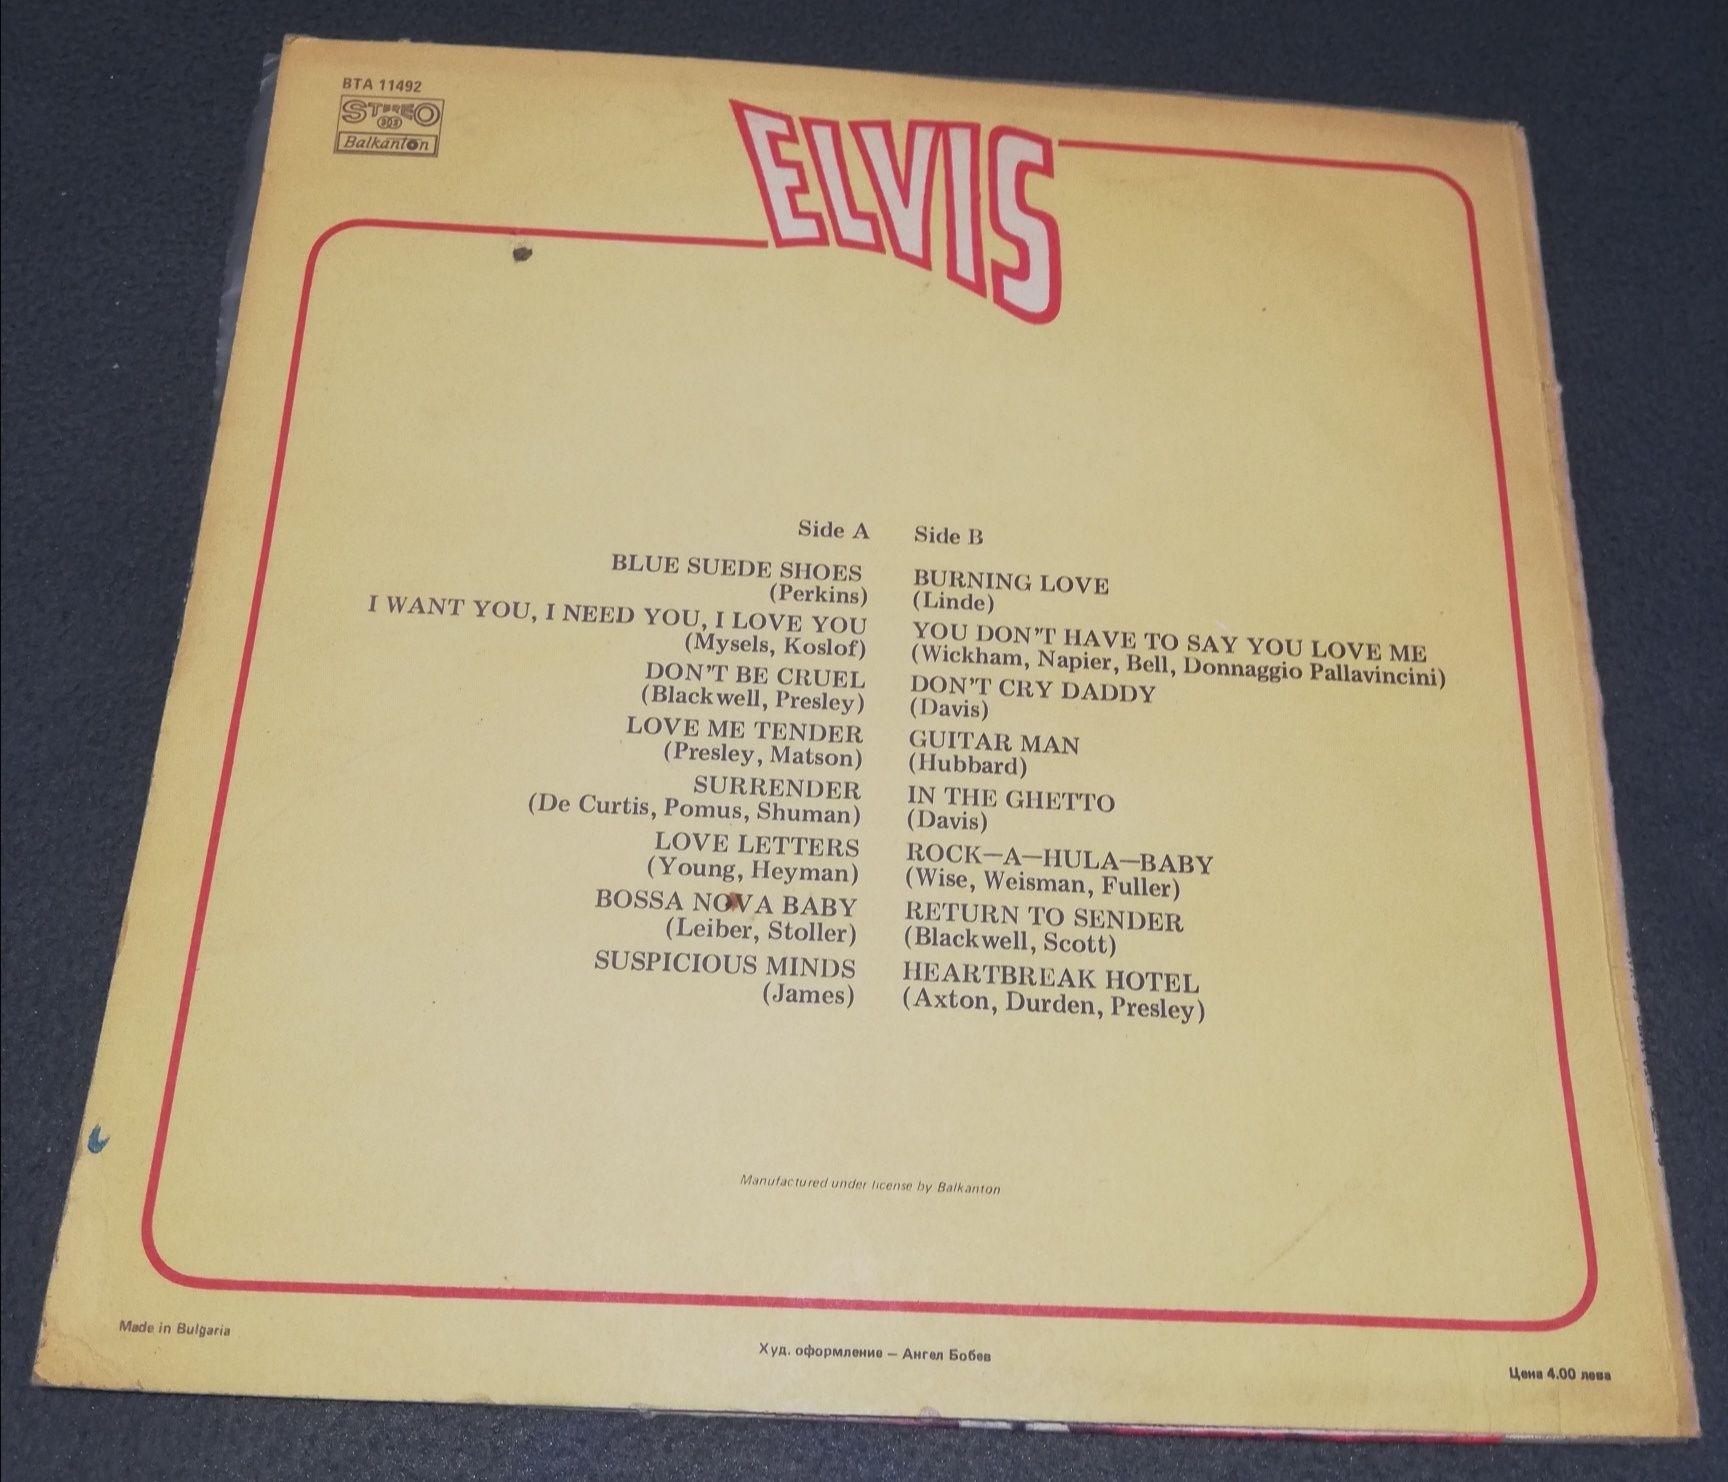 BTA 11492
STEREO
Balkanton
ELVIS
Side A
BLUE SUEDE SHOES
(Perkins)
I WANT YOU, I NEED YOU, I LOVE YOU
(Mysels, Koslof)
DON'T BE CRUEL
(Blackwell, Presley)
LOVE ME TENDER
(Presley, Matson)
SURRENDER
(De Curtis, Pomus, Shuman)
LOVE LETTERS
(Young, Heyman)
BOSSA NOVA BABY
(Leiber, Stoller)
SUSPICIOUS MINDS
(James)
Side B
BURNING LOVE
(Linde)
YOU DON'T HAVE TO SAY YOU LOVE ME
(Wickham, Napier, Bell, Donnaggio Pallavincini)
DON'T CRY DADDY
(Davis)
GUITAR MAN
(Hubbard)
IN THE GHETTO
(Davis)
ROCK—A—HULA—BABY
(Wise, Weisman, Fuller)
RETURN TO SENDER
(Blackwell, Scott)
HEARTBREAK HOTEL
(Axton, Durden, Presley)
Manufactured under license by Balkanton
Made in Bulgaria
Худ. оформление – Ангел Бобев
Цена 4.00 лева